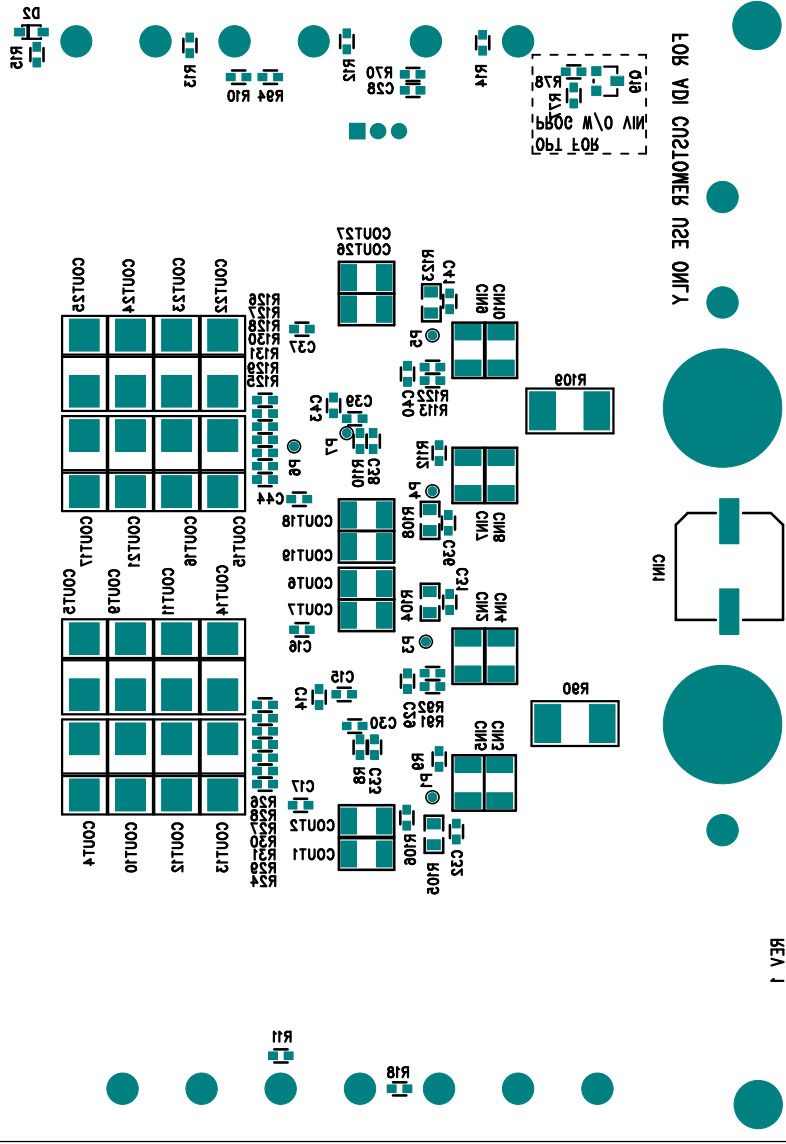 D2
R15
R13
R12
R14
R10
R94
R70
C28
R78
R77
Q19
OPT FOR
PROG W/O VIN
ONLY USE REMOTSUC IDA ROF
COUT27
COUT26
COUT25
COUT24
COUT23
COUT22
R126
R127
R128
R130
R131
R129
R125
C37
R123
C41
CIN9
CIN10
P5
R109
C43
C39
C40
R122
R113
P7
R110
C38
P6
R112
P4
C44
COUT18
R108
C36
CIN7
CIN8
COUT17
COUT21
COUT16
COUT15
COUT19
CIN1
COUT5
COUT9
COUT11
COUT14
COUT6
COUT7
R104
C31
CIN2
CIN4
C16
P3
C14
C15
C29
R92
R91
R90
C30
CIN5
CIN3
R8
C33
R9
P1
C17
R26
R28
R27
R30
R31
R29
R24
COUT2
COUT1
R106
R105
C32
COUT4
COUT10
COUT12
COUT13
REV 1
R11
R18